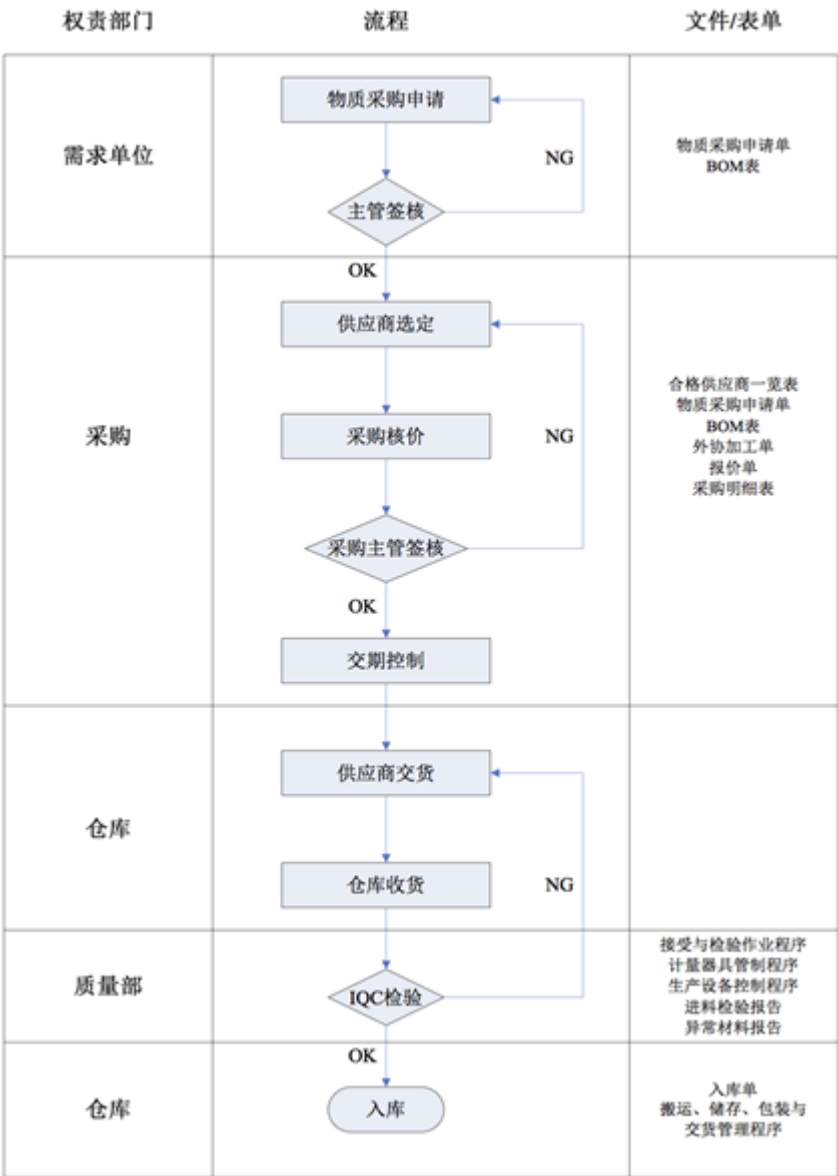 权责部门
流程
文件/表单
需求单位
物质采购申请
NG
主管签核
物质采购申请单
BOM表
OK
采购
供应商选定
采购核价
NG
采购主管签核
OK
交期控制
合格供应商一览表
物质采购申请单
BOM表
外协加工单
报价单
采购明细表
仓库
供应商交货
仓库收货
NG
质量部
IQC检验
接受与检验作业程序
计量器具管制程序
生产设备控制程序
进料检验报告
异常材料报告
OK
仓库
入库
入库单
搬运、储存、包装与
交货管理程序